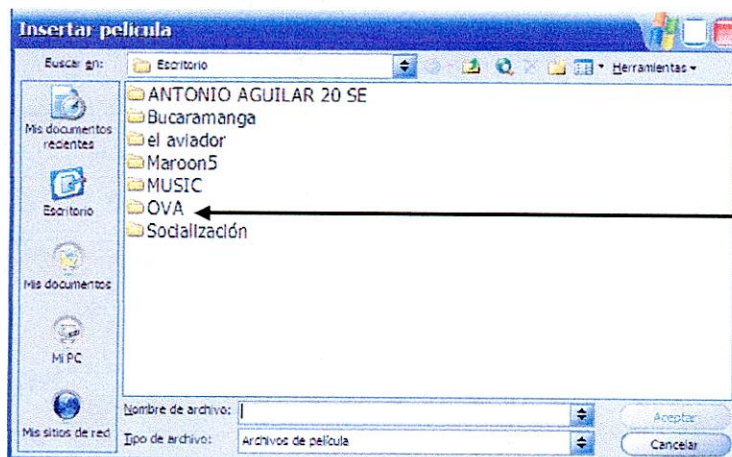 Insertar película
Buscar en: Escritorio Herramientas
ANTONIO AGUILAR 20 SE
Bucaramanga
el aviador
Maroon5
MUSIC
OVA
Socialización
Mis documentos recientes
Escritorio
Mis documentos
Mi PC
Mis sitios de red
Nombre de archivo:
Aceptar
Tipo de archivo: Archivos de película
Cancelar